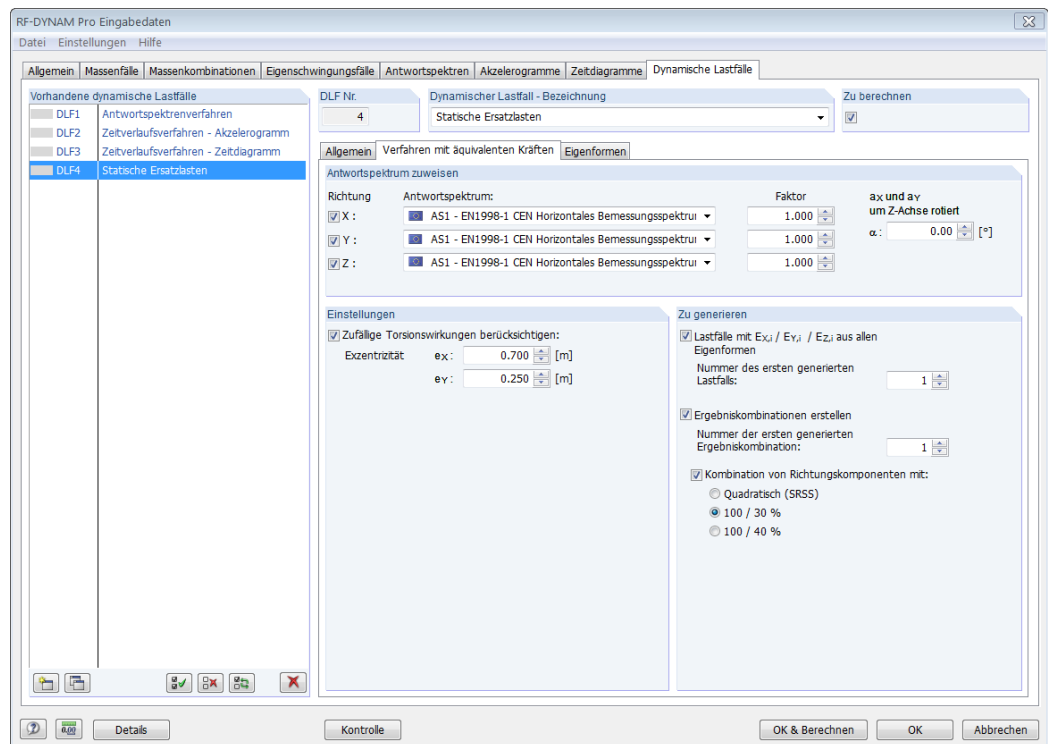 RF-DYNAM Pro Eingabedaten
Datei Einstellungen Hilfe
Allgemein Massenfälle Massenkombinationen Eigenschwingungsfälle Antwortspektren Akzelerogramme Zeitdiagramme Dynamische Lastfälle
Vorhandene dynamische Lastfälle
DLF1 Antwortspektrenverfahren
DLF2 Zeitverlaufsverfahren - Akzelerogramm
DLF3 Zeitverlaufsverfahren - Zeitdiagramm
DLF4 Statische Ersatzlasten
DLF Nr.
4
Dynamischer Lastfall - Bezeichnung
Statische Ersatzlasten
Zu berechnen
Allgemein Verfahren mit äquivalenten Kräften Eigenformen
Antwortspektrum zuweisen
Richtung Antwortspektrum: Faktor
X : AS1 - EN1998-1 CEN Horizontales Bemessungsspektru 1.000
Y : AS1 - EN1998-1 CEN Horizontales Bemessungsspektru 1.000
Z : AS1 - EN1998-1 CEN Horizontales Bemessungsspektru 1.000
aX und aY
um Z-Achse rotiert
α : 0.00 [°]
Einstellungen
Zufällige Torsionswirkungen berücksichtigen:
Exzentrizität eX : 0.700 [m]
eY : 0.250 [m]
Zu generieren
Lastfälle mit EX,i / EY,i / EZ,i aus allen
Eigenformen
Nummer des ersten generierten
Lastfalls: 1
Ergebniskombinationen erstellen
Nummer der ersten generierten
Ergebniskombination: 1
Kombination von Richtungskomponenten mit:
Quadratisch (SRSS)
100 / 30 %
100 / 40 %
0,00 Details Kontrolle OK & Berechnen OK Abbrechen